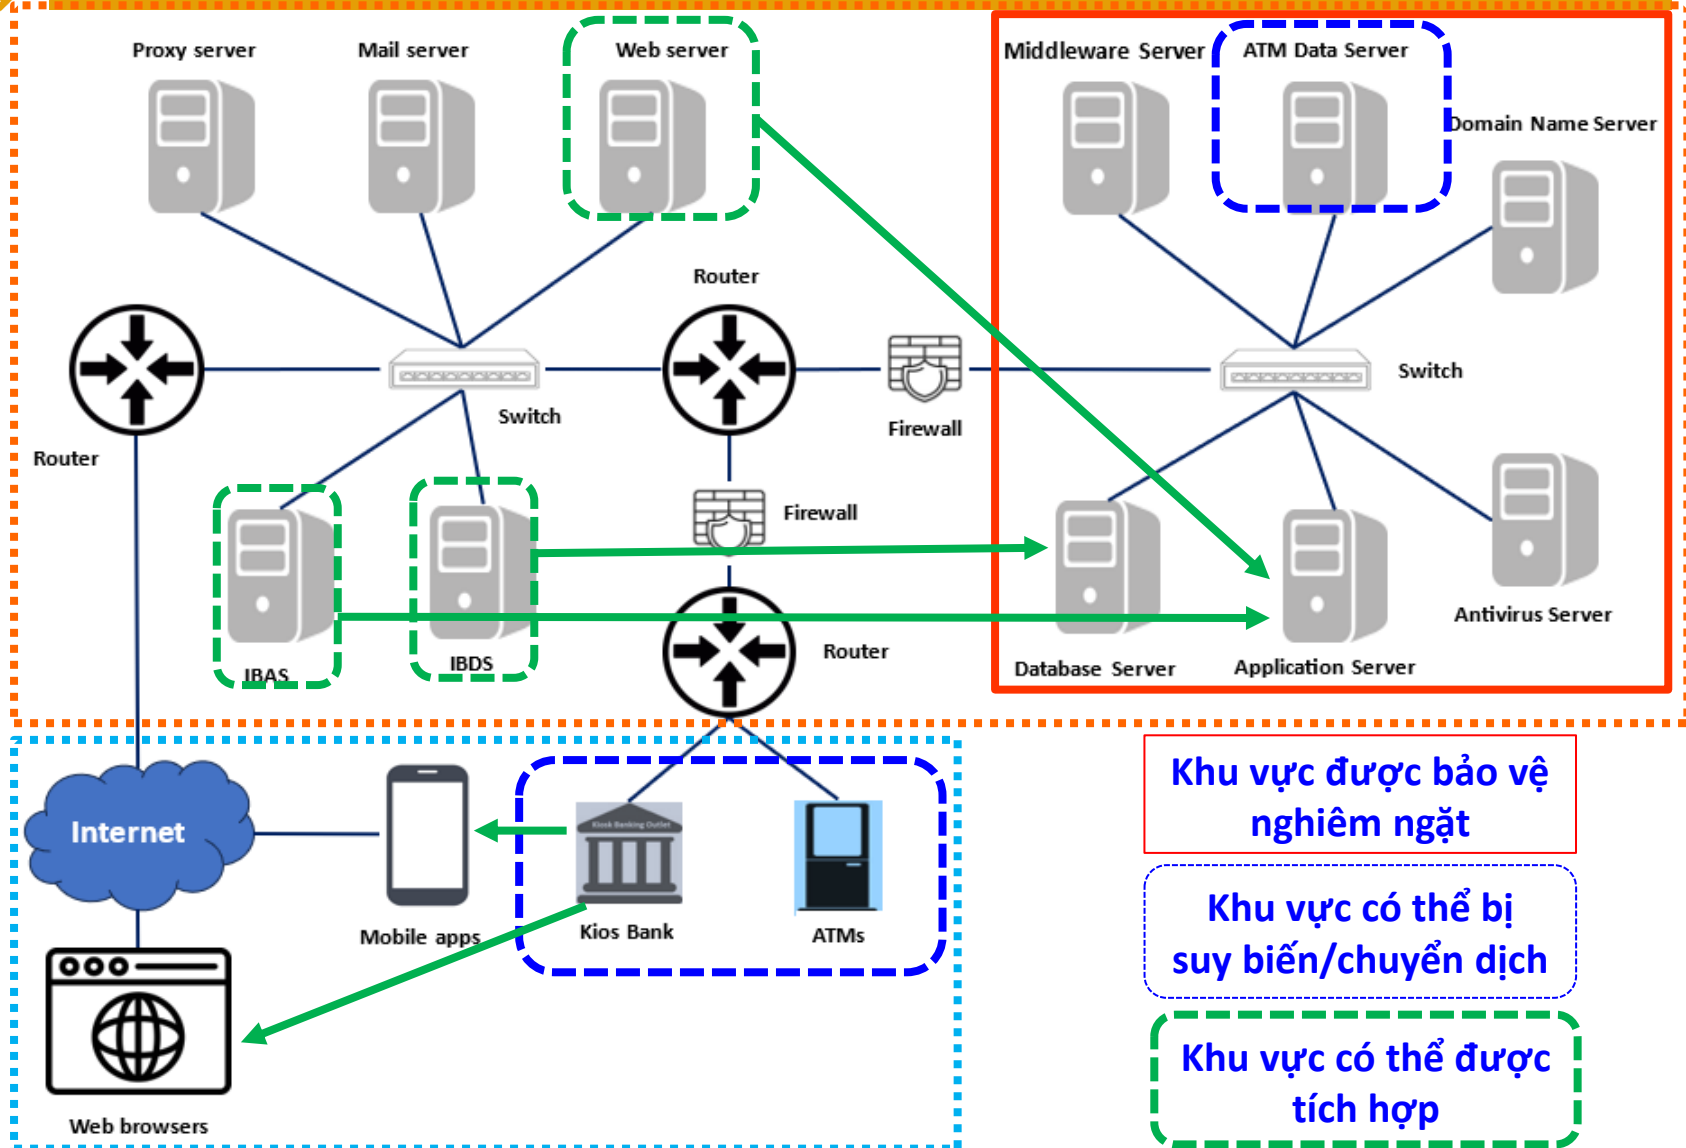 Proxy server
Mail server
Web server
Middleware Server
ATM Data Server
Domain Name Server
Router
Switch
Firewall
Switch
Router
Firewall
IBAS
IBDS
Router
Database Server
Application Server
Antivirus Server
Internet
Kiosk Banking Outlet
Mobile apps
Kios Bank
ATMs
Web browsers
Khu vực được bảo vệ
nghiêm ngặt
Khu vực có thể bị
suy biến/chuyển dịch
Khu vực có thể được
tích hợp